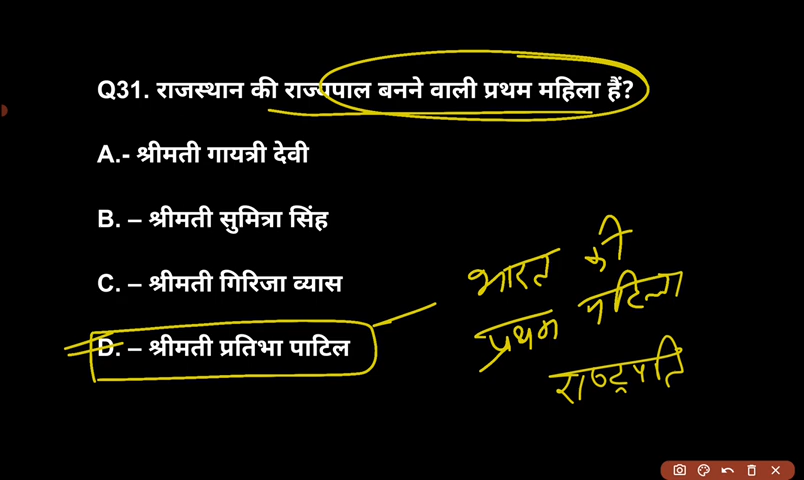 Q31. राजस्थान की राज्यपाल बनने वाली प्रथम महिला हैं?
A.- श्रीमती गायत्री देवी
B. – श्रीमती सुमित्रा सिंह
C. – श्रीमती गिरिजा व्यास
D. – श्रीमती प्रतिभा पाटिल
भारत की
प्रथम महिला
राष्ट्रपति